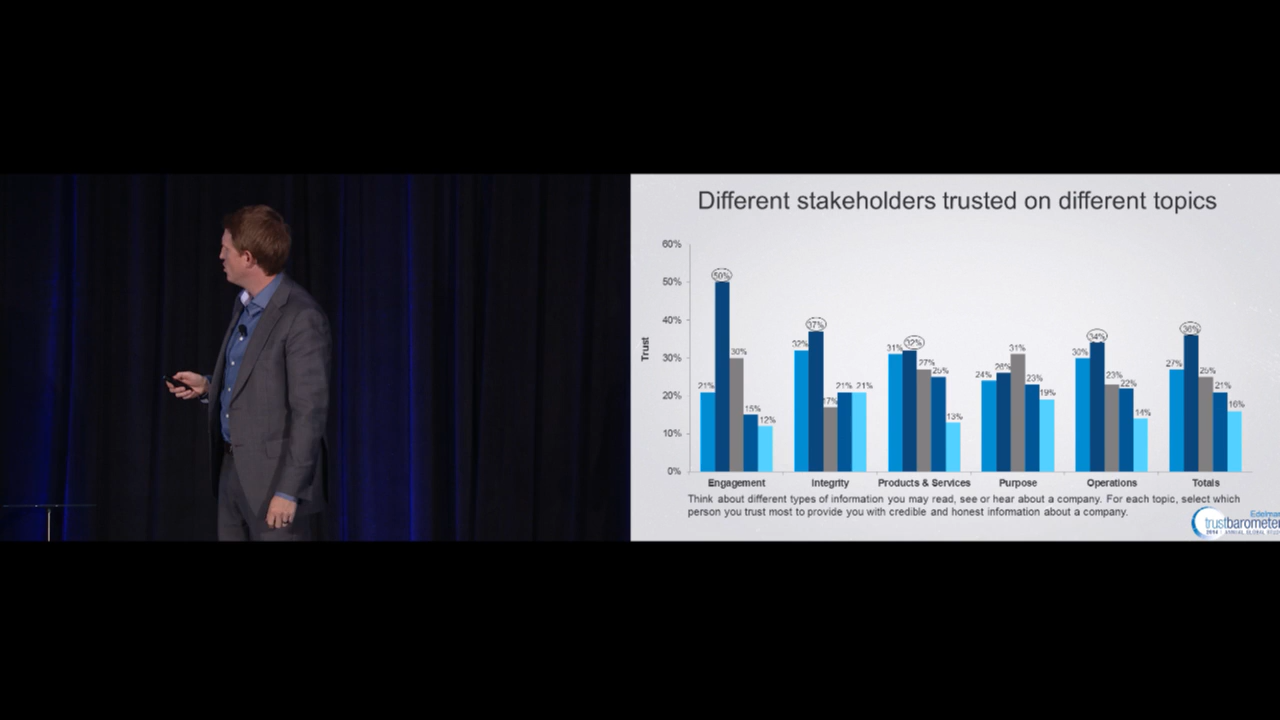 Different stakeholders trusted on different topics
60%
50%
40%
30%
20%
10%
0%
Trust
21% 50% 30% 15% 12%
32% 37% 17% 21% 21%
31% 32% 27% 25% 13%
24% 26% 31% 23% 19%
30% 34% 23% 22% 14%
27% 36% 25% 21% 16%
Engagement Integrity Products & Services Purpose Operations Totals
Think about different types of information you may read, see or hear about a company. For each topic, select which
person you trust most to provide you with credible and honest information about a company.
Edelman
trustbarometer
ANNUAL GLOBAL